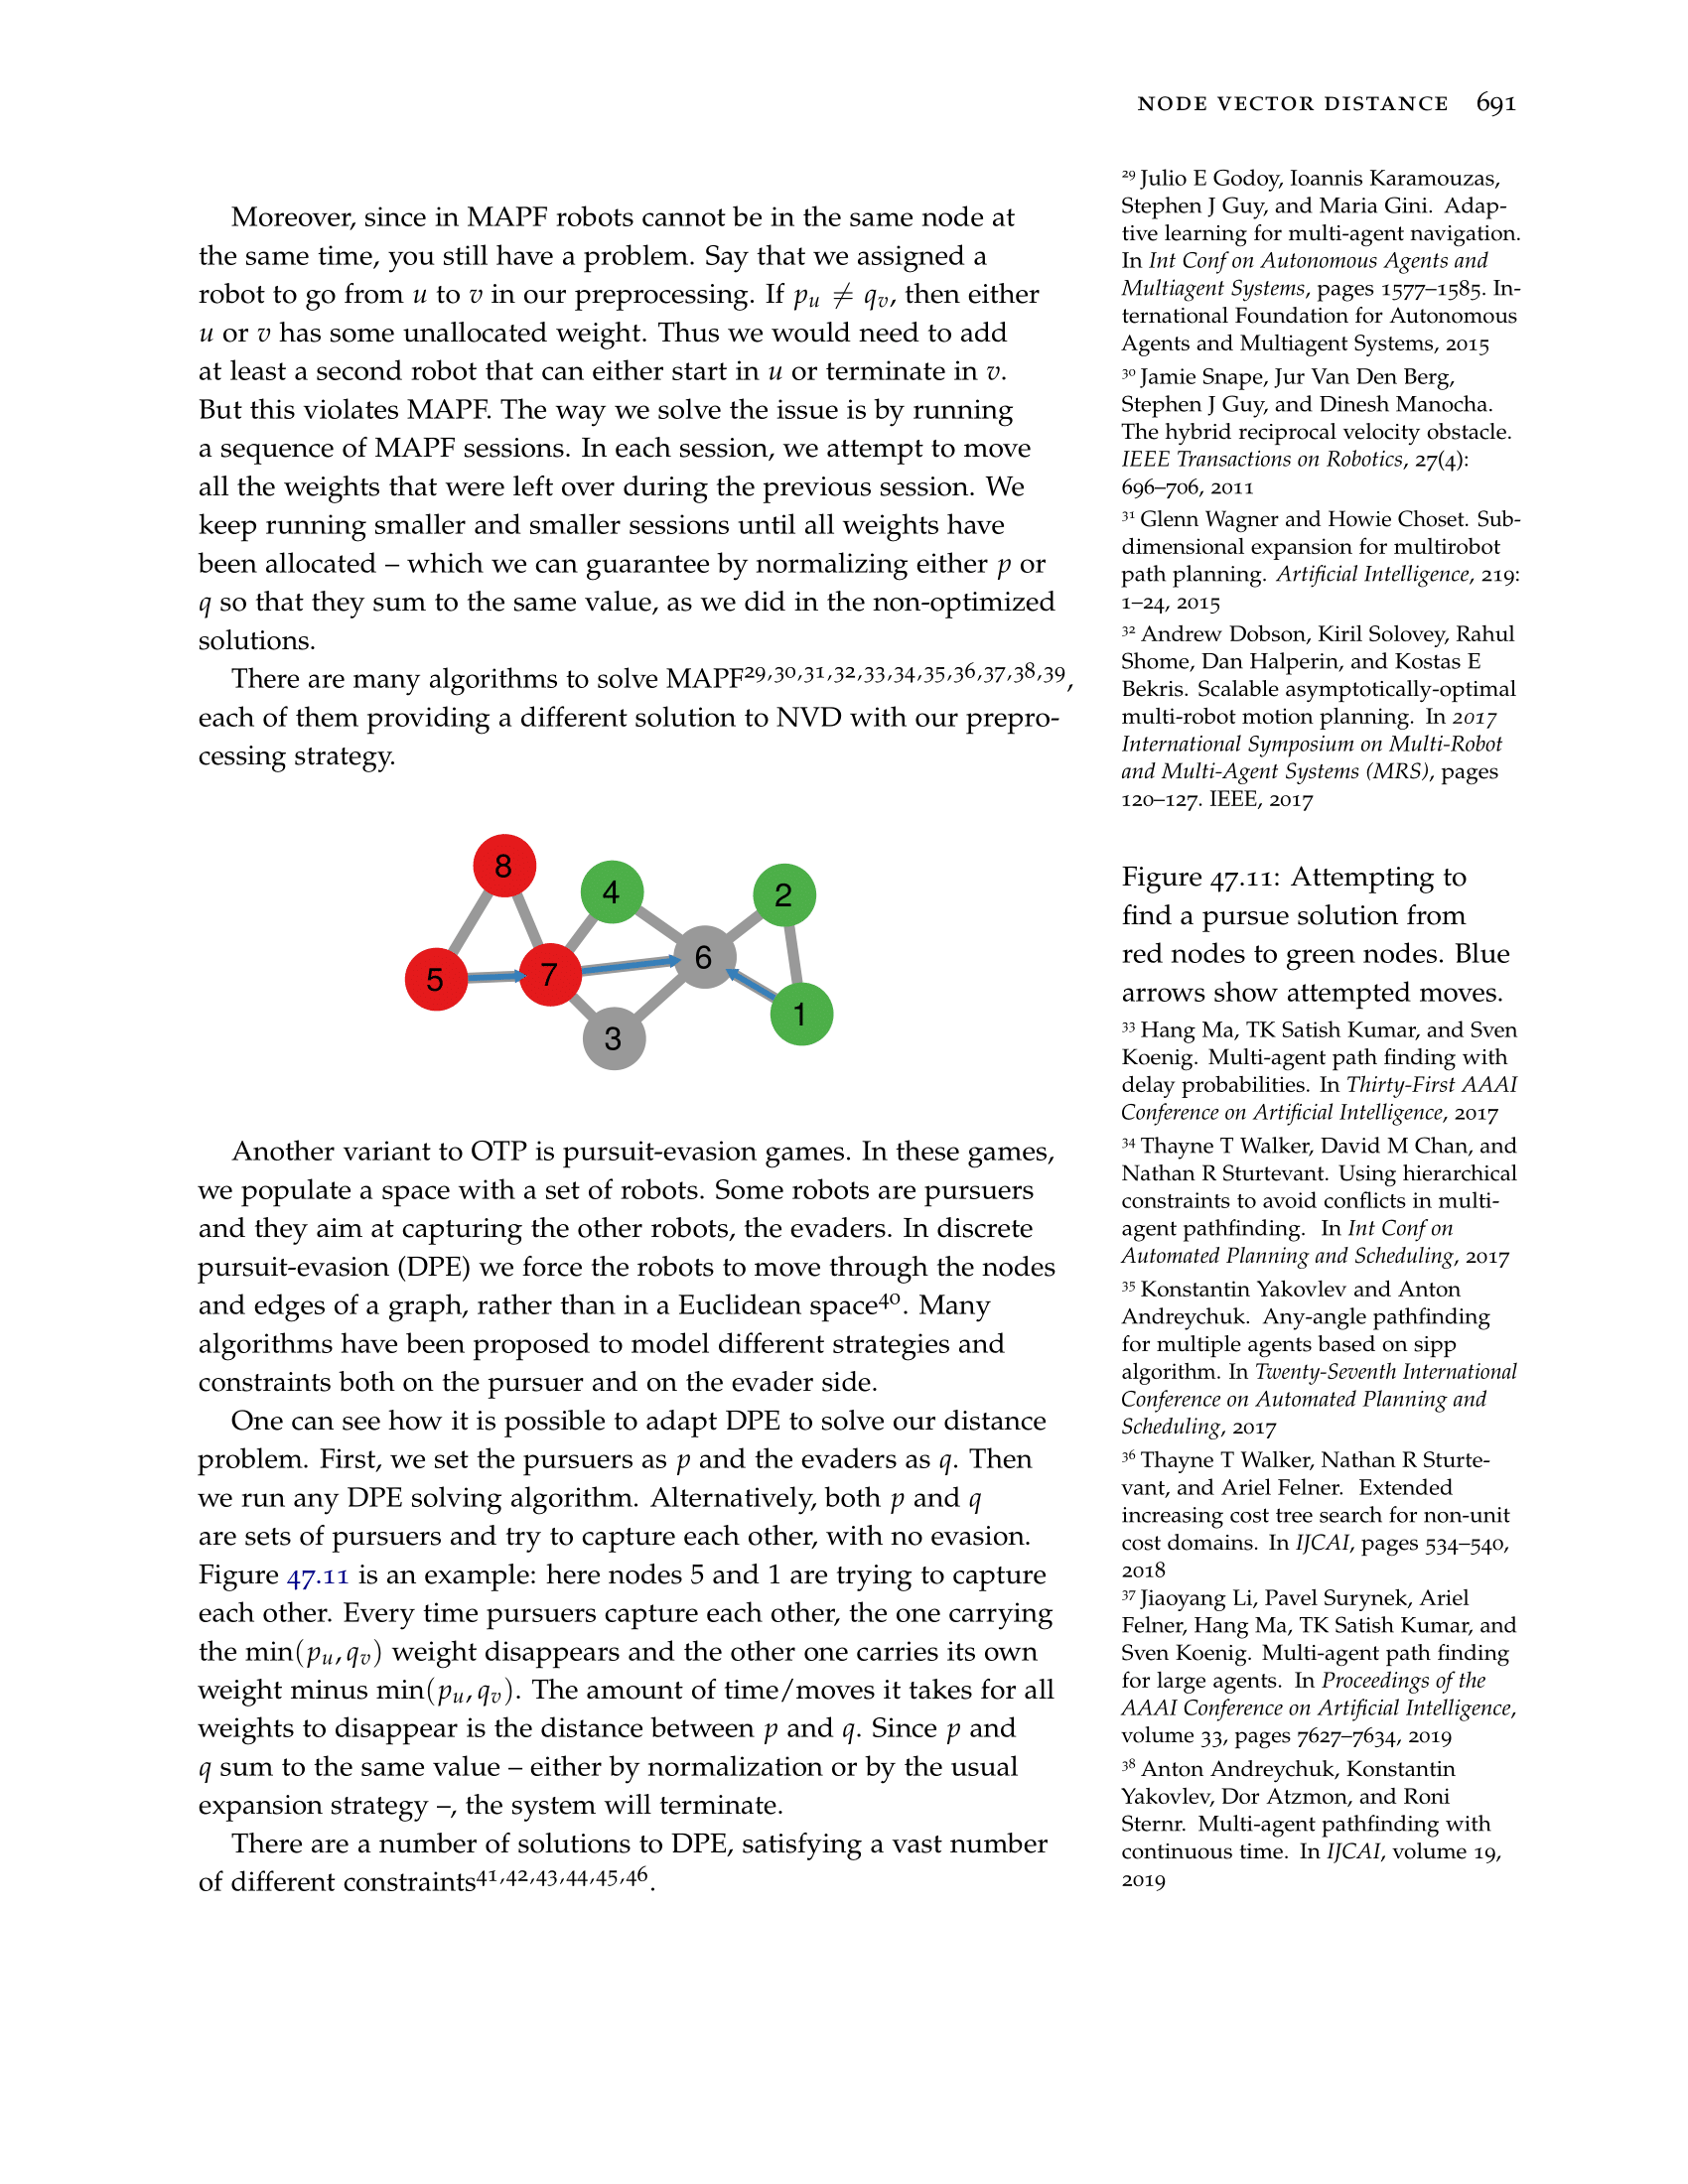 NODE VECTOR DISTANCE 691
Moreover, since in MAPF robots cannot be in the same node at
the same time, you still have a problem. Say that we assigned a
robot to go from u to v in our preprocessing. If pu ≠ qv, then either
u or v has some unallocated weight. Thus we would need to add
at least a second robot that can either start in u or terminate in v.
But this violates MAPF. The way we solve the issue is by running
a sequence of MAPF sessions. In each session, we attempt to move
all the weights that were left over during the previous session. We
keep running smaller and smaller sessions until all weights have
been allocated – which we can guarantee by normalizing either p or
q so that they sum to the same value, as we did in the non-optimized
solutions.
There are many algorithms to solve MAPF29,30,31,32,33,34,35,36,37,38,39,
each of them providing a different solution to NVD with our prepro-
cessing strategy.
8
4
2
6
5
7
1
3
Another variant to OTP is pursuit-evasion games. In these games,
we populate a space with a set of robots. Some robots are pursuers
and they aim at capturing the other robots, the evaders. In discrete
pursuit-evasion (DPE) we force the robots to move through the nodes
and edges of a graph, rather than in a Euclidean space40. Many
algorithms have been proposed to model different strategies and
constraints both on the pursuer and on the evader side.
One can see how it is possible to adapt DPE to solve our distance
problem. First, we set the pursuers as p and the evaders as q. Then
we run any DPE solving algorithm. Alternatively, both p and q
are sets of pursuers and try to capture each other, with no evasion.
Figure 47.11 is an example: here nodes 5 and 1 are trying to capture
each other. Every time pursuers capture each other, the one carrying
the min(pu, qv) weight disappears and the other one carries its own
weight minus min(pu, qv). The amount of time/moves it takes for all
weights to disappear is the distance between p and q. Since p and
q sum to the same value – either by normalization or by the usual
expansion strategy –, the system will terminate.
There are a number of solutions to DPE, satisfying a vast number
of different constraints41,42,43,44,45,46.
29 Julio E Godoy, Ioannis Karamouzas,
Stephen J Guy, and Maria Gini. Adap-
tive learning for multi-agent navigation.
In Int Conf on Autonomous Agents and
Multiagent Systems, pages 1577–1585. In-
ternational Foundation for Autonomous
Agents and Multiagent Systems, 2015
30 Jamie Snape, Jur Van Den Berg,
Stephen J Guy, and Dinesh Manocha.
The hybrid reciprocal velocity obstacle.
IEEE Transactions on Robotics, 27(4):
696–706, 2011
31 Glenn Wagner and Howie Choset. Sub-
dimensional expansion for multirobot
path planning. Artificial Intelligence, 219:
1–24, 2015
32 Andrew Dobson, Kiril Solovey, Rahul
Shome, Dan Halperin, and Kostas E
Bekris. Scalable asymptotically-optimal
multi-robot motion planning. In 2017
International Symposium on Multi-Robot
and Multi-Agent Systems (MRS), pages
120–127. IEEE, 2017
Figure 47.11: Attempting to
find a pursue solution from
red nodes to green nodes. Blue
arrows show attempted moves.
33 Hang Ma, TK Satish Kumar, and Sven
Koenig. Multi-agent path finding with
delay probabilities. In Thirty-First AAAI
Conference on Artificial Intelligence, 2017
34 Thayne T Walker, David M Chan, and
Nathan R Sturtevant. Using hierarchical
constraints to avoid conflicts in multi-
agent pathfinding. In Int Conf on
Automated Planning and Scheduling, 2017
35 Konstantin Yakovlev and Anton
Andreychuk. Any-angle pathfinding
for multiple agents based on sipp
algorithm. In Twenty-Seventh International
Conference on Automated Planning and
Scheduling, 2017
36 Thayne T Walker, Nathan R Sturte-
vant, and Ariel Felner. Extended
increasing cost tree search for non-unit
cost domains. In IJCAI, pages 534–540,
2018
37 Jiaoyang Li, Pavel Surynek, Ariel
Felner, Hang Ma, TK Satish Kumar, and
Sven Koenig. Multi-agent path finding
for large agents. In Proceedings of the
AAAI Conference on Artificial Intelligence,
volume 33, pages 7627–7634, 2019
38 Anton Andreychuk, Konstantin
Yakovlev, Dor Atzmon, and Roni
Sternr. Multi-agent pathfinding with
continuous time. In IJCAI, volume 19,
2019